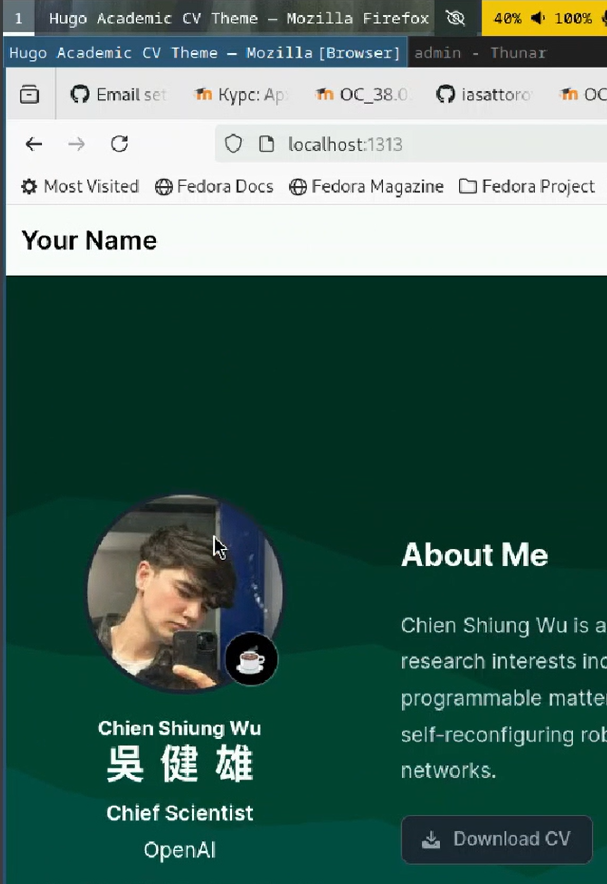 1 Hugo Academic CV Theme — Mozilla Firefox 40% 100%
Hugo Academic CV Theme — Mozilla [Browser] admin - Thunar
Email set Курс: Ар OC_38.0 iasattoro OC
localhost:1313
Most Visited Fedora Docs Fedora Magazine Fedora Project
Your Name
About Me
Chien Shiung Wu is a
research interests inc
programmable matter
self-reconfiguring rob
networks.
Download CV
Chien Shiung Wu
吳健雄
Chief Scientist
OpenAI